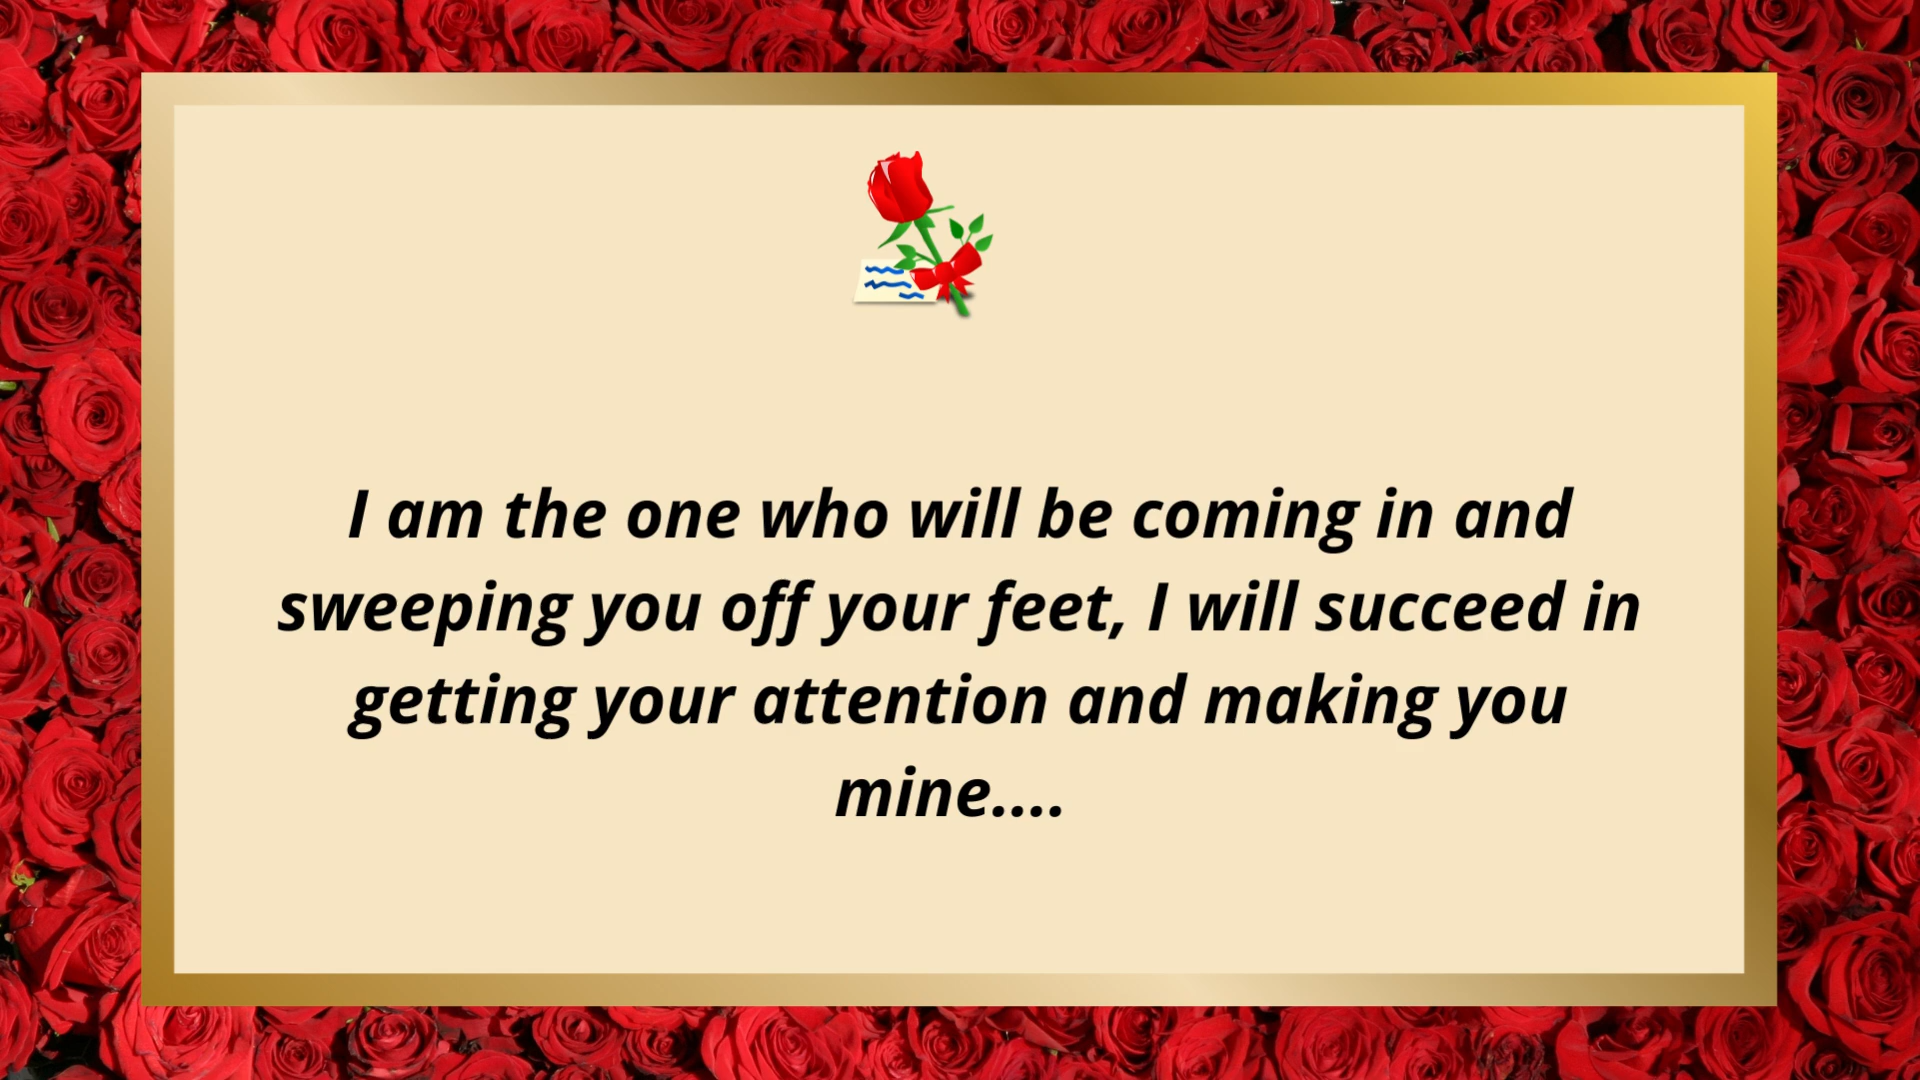 I am the one who will be coming in and
sweeping you off your feet, I will succeed in
getting your attention and making you
mine....